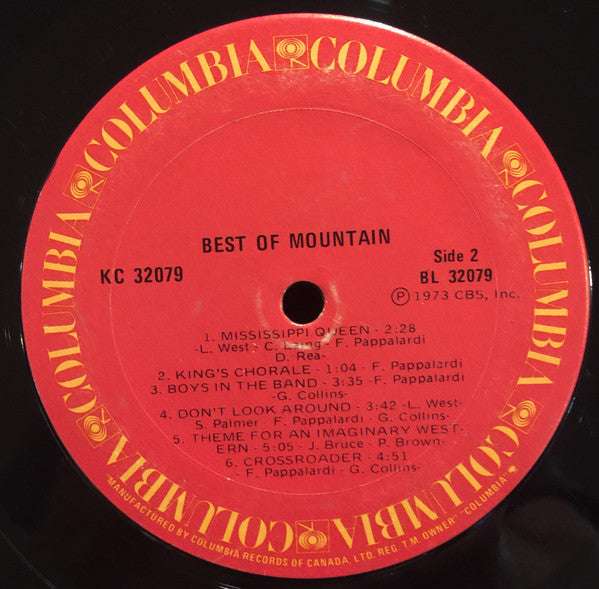 COLUMBIA COLUMBIA COLUMBIA COLUMBIA COLUMBIA COLUMBIA COLUMBIA COLUMBIA
BEST OF MOUNTAIN
KC 32079
Side 2
BL 32079
Ⓟ 1973 CBS, Inc.
1. MISSISSIPPI QUEEN - 2:28
-L. West - C. Laing - F. Pappalardi
D. Rea-
2. KING'S CHORALE - 1:04 - F. Pappalardi
3. BOYS IN THE BAND - 3:35 - F. Pappalardi
-G. Collins-
4. DON'T LOOK AROUND - 3:42 -L. West-
S. Palmer - F. Pappalardi - G. Collins-
5. THEME FOR AN IMAGINARY WEST-
ERN - 5:05 - J. Bruce - P. Brown-
6. CROSSROADER - 4:51
-F. Pappalardi - G. Collins-
"MANUFACTURED BY COLUMBIA RECORDS OF CANADA, LTD. REG. T.M. OWNER" "COLUMBIA"